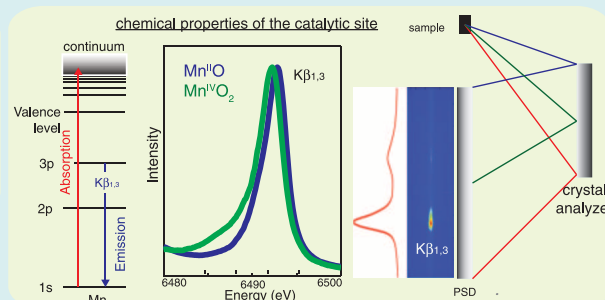 chemical properties of the catalytic site
continuum
Valence
level
3p
2p
1s
Absorption
Kβ1,3
Emission
Mn
Intensity
MnIIO
MnIVO2
Kβ1,3
6480
6490
6500
Energy (eV)
sample
Kβ1,3
PSD
crystal
analyze